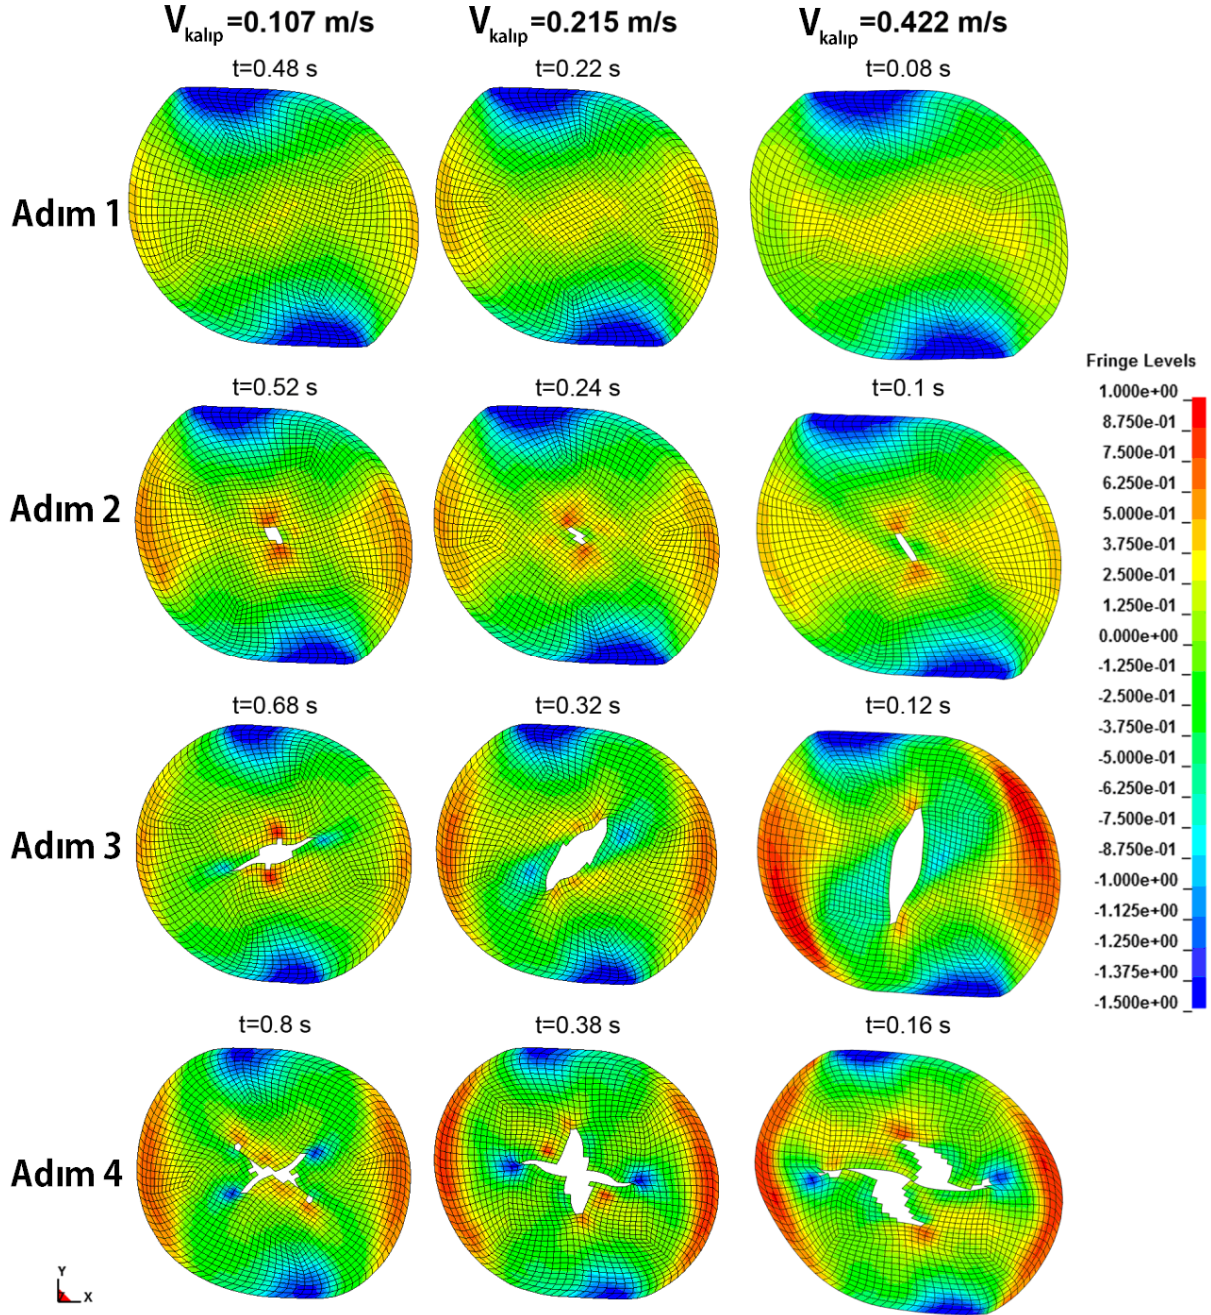 Vkalıp=0.107 m/s Vkalıp=0.215 m/s Vkalıp=0.422 m/s
t=0.48 s t=0.22 s t=0.08 s
Adım 1
Fringe Levels
1.000e+00
8.750e-01
7.500e-01
6.250e-01
5.000e-01
3.750e-01
2.500e-01
1.250e-01
0.000e+00
-1.250e-01
-2.500e-01
-3.750e-01
-5.000e-01
-6.250e-01
-7.500e-01
-8.750e-01
-1.000e+00
-1.125e+00
-1.250e+00
-1.375e+00
-1.500e+00
t=0.52 s t=0.24 s t=0.1 s
Adım 2
t=0.68 s t=0.32 s t=0.12 s
Adım 3
t=0.8 s t=0.38 s t=0.16 s
Adım 4
Y
X